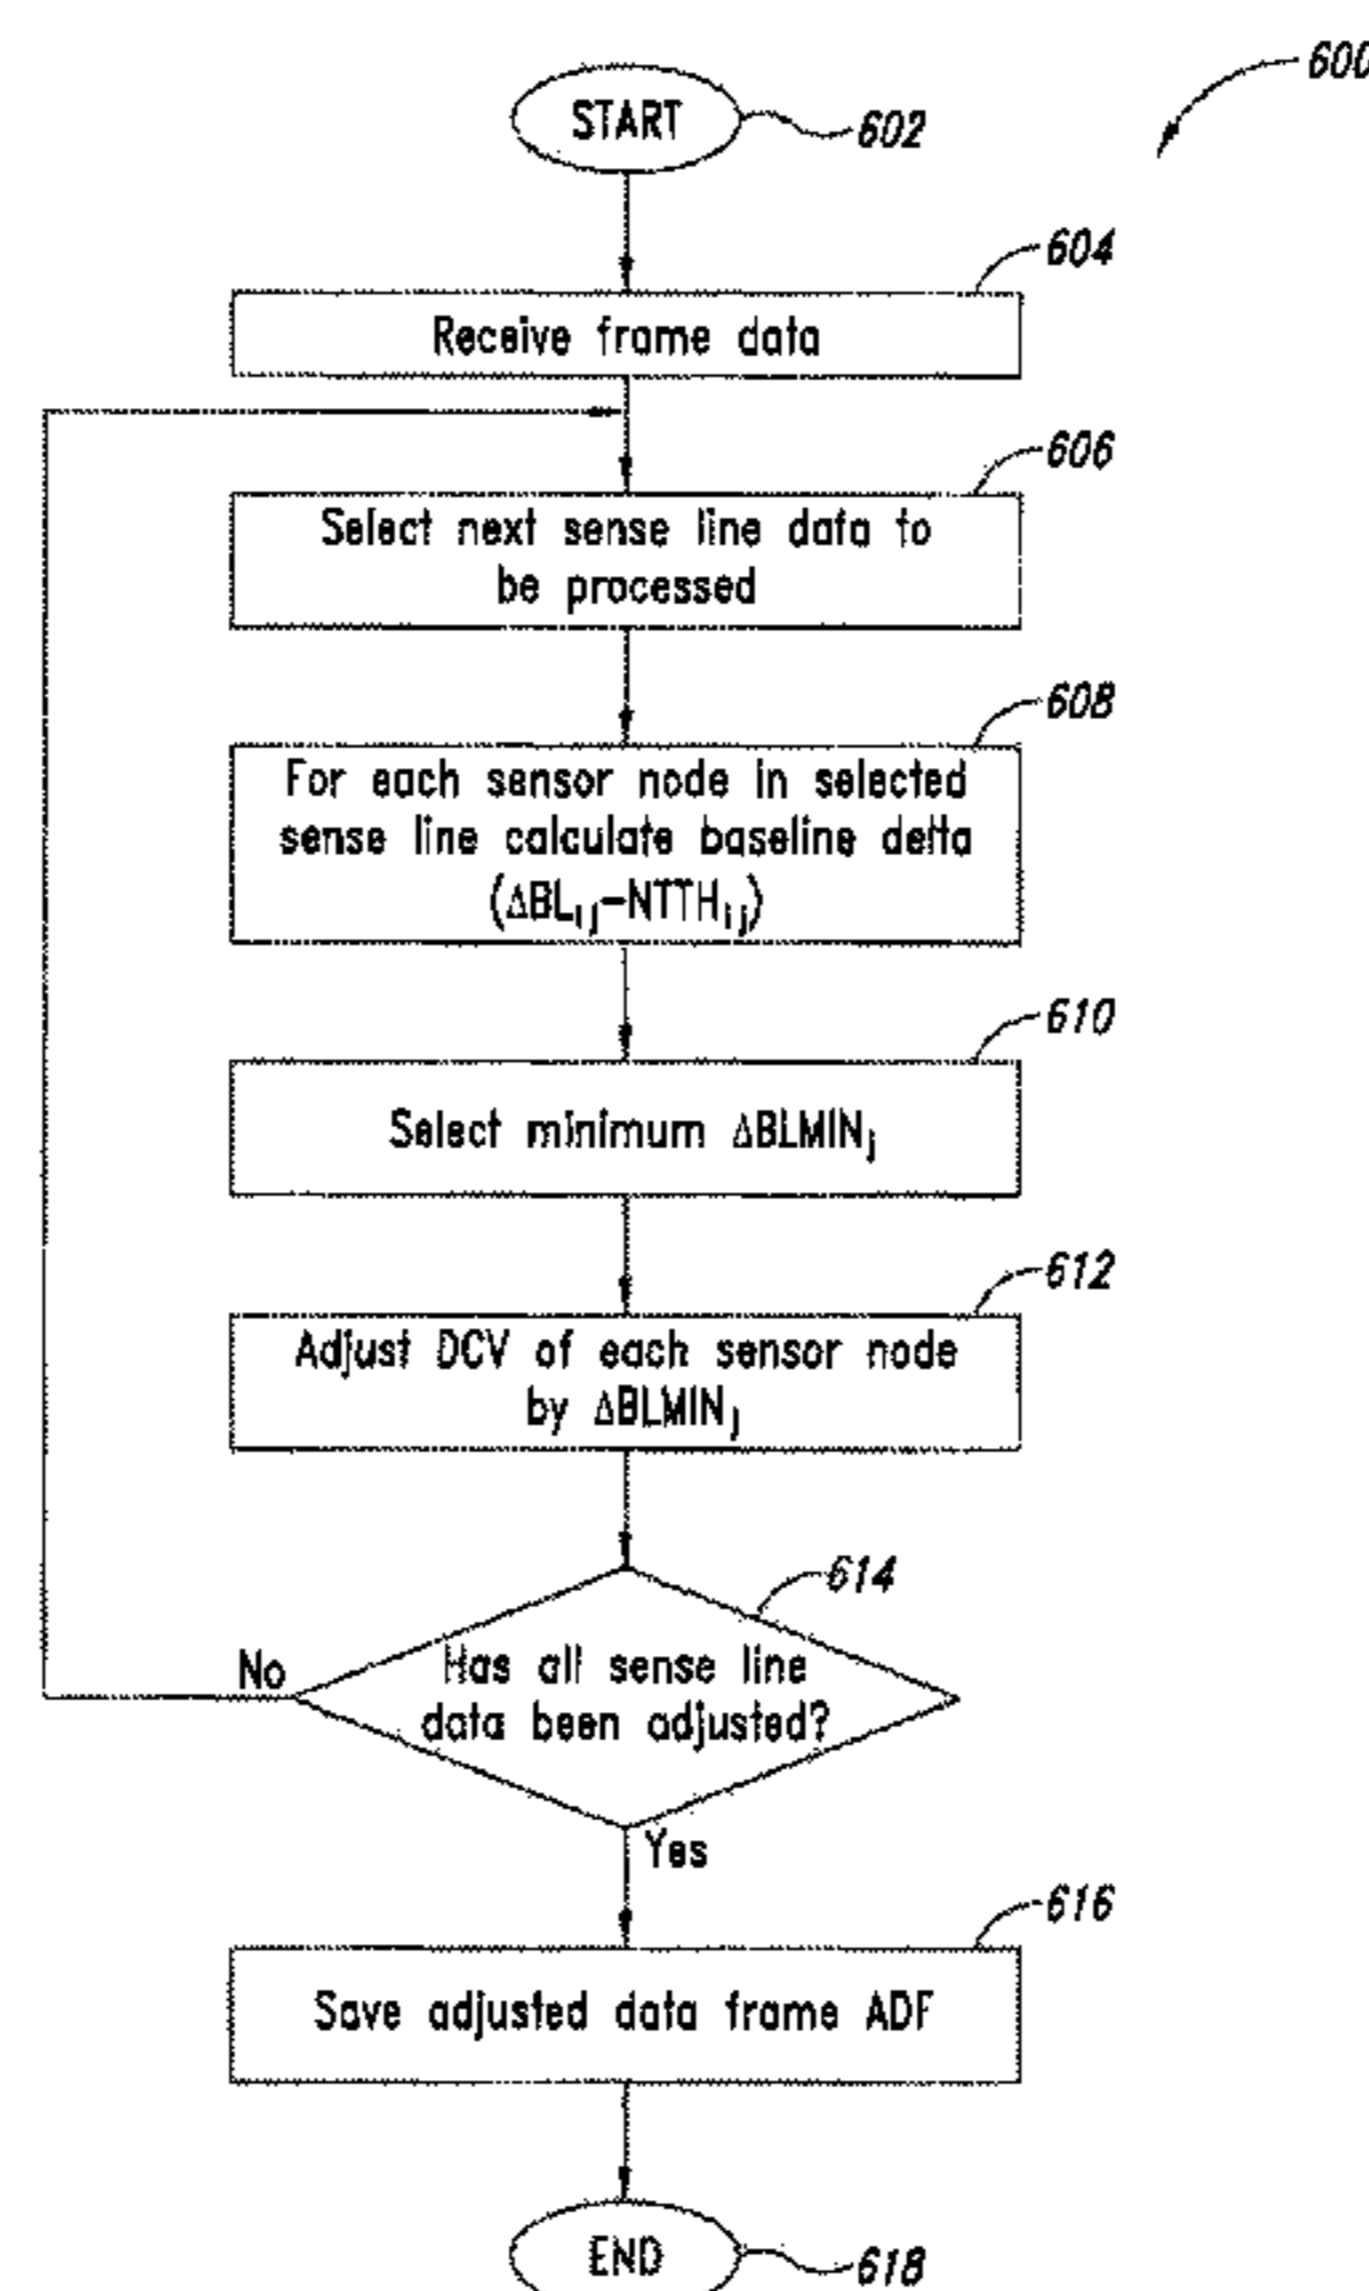 600
START
602
604
Receive frame data
606
Select next sense line data to
be processed
608
For each sensor node in selected
sense line calculate baseline delta
(ΔBLij-NTTHij)
610
Select minimum ΔBLMINj
612
Adjust DCV of each sensor node
by ΔBLMINj
614
Has all sense line
data been adjusted?
No
Yes
616
Save adjusted data frame ADF
END
618